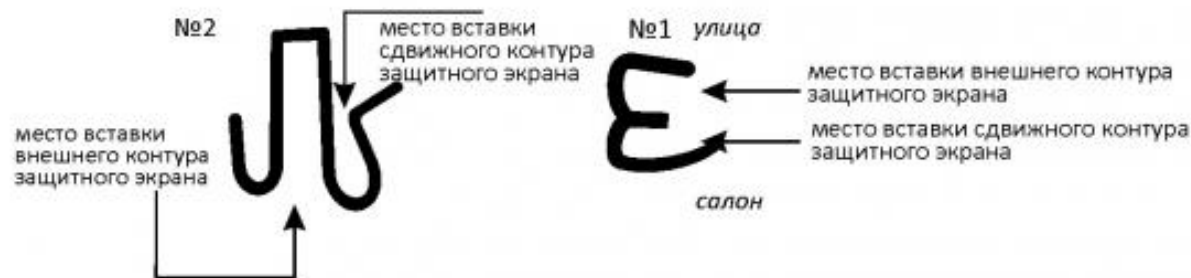 №2
место вставки
сдвижного контура
защитного экрана
место вставки
внешнего контура
защитного экрана
№1 улица
место вставки внешнего контура
защитного экрана
место вставки сдвижного контура
защитного экрана
салон